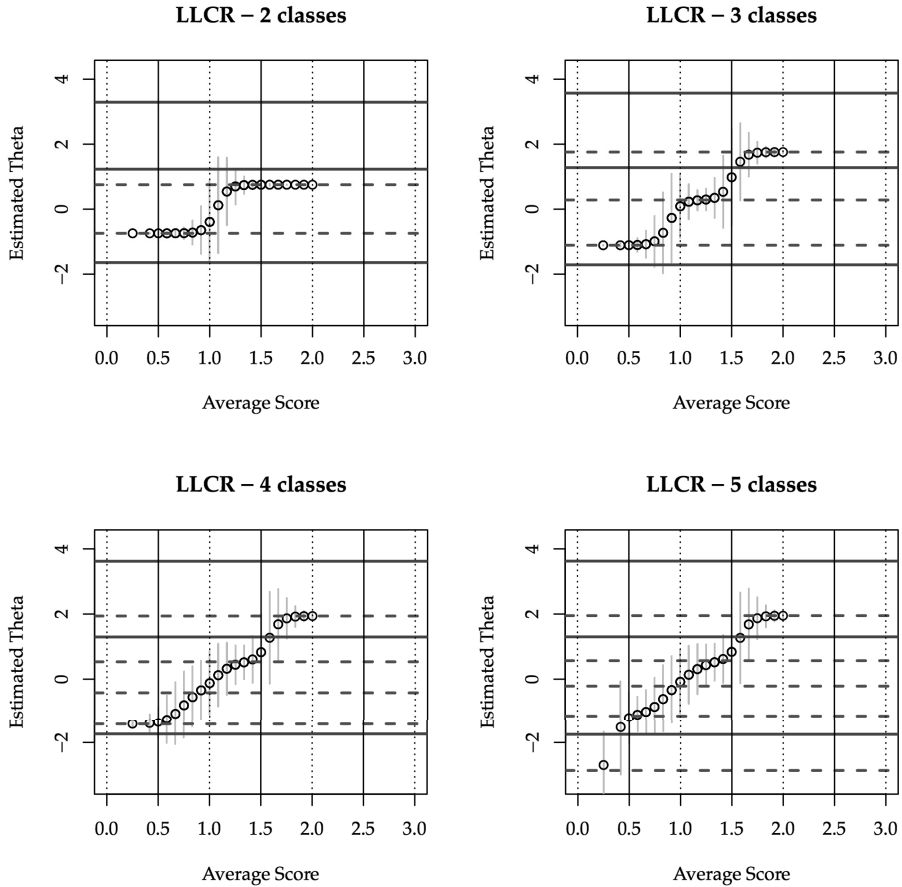 LLCR – 2 classes
Estimated Theta
4
2
0
−2
0.0 0.5 1.0 1.5 2.0 2.5 3.0
Average Score
LLCR – 3 classes
Estimated Theta
4
2
0
−2
0.0 0.5 1.0 1.5 2.0 2.5 3.0
Average Score
LLCR – 4 classes
Estimated Theta
4
2
0
−2
0.0 0.5 1.0 1.5 2.0 2.5 3.0
Average Score
LLCR – 5 classes
Estimated Theta
4
2
0
−2
0.0 0.5 1.0 1.5 2.0 2.5 3.0
Average Score